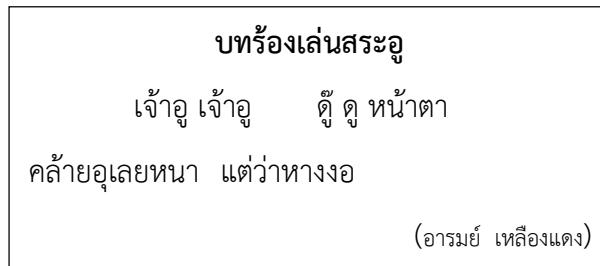 บทร้องเล่นสระอู
เจ้าอู เจ้าอู ดู๊ ดู หน้าตา
คล้ายอุเลยหนา แต่ว่าหางงอ
(อารมย์ เหลืองแดง)